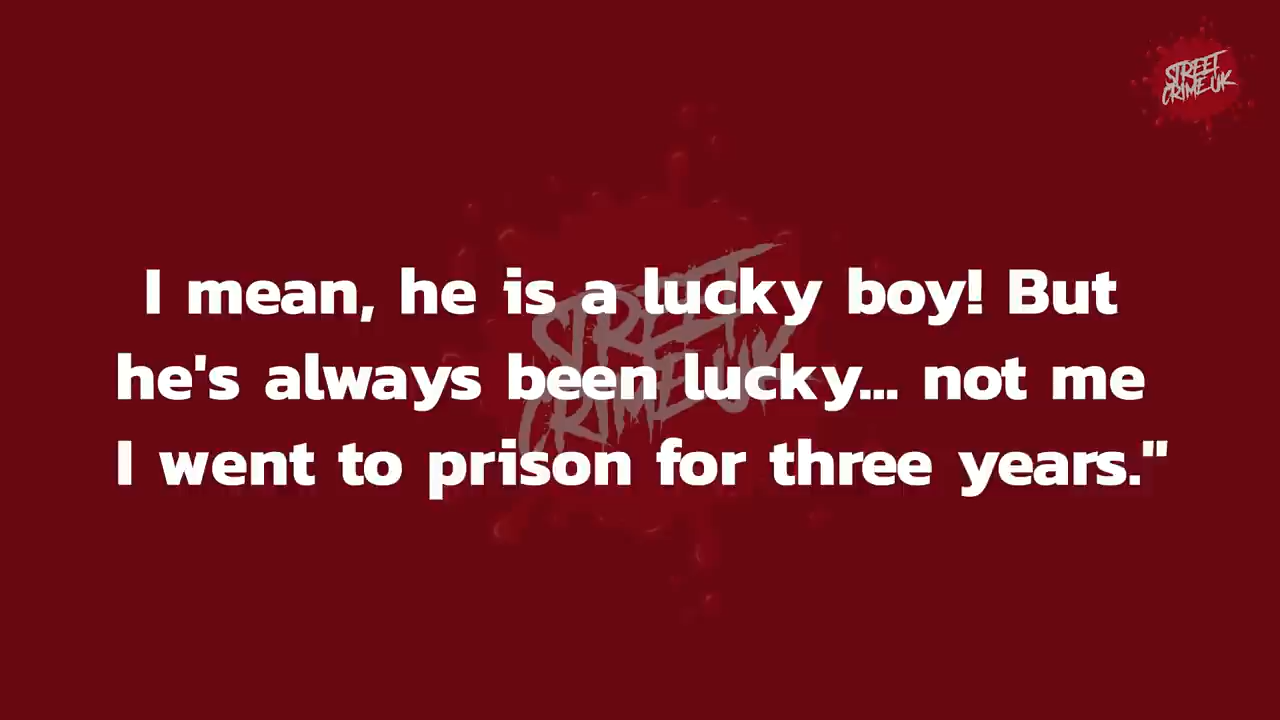 STREET
CRIME UK
I mean, he is a lucky boy! But
he's always been lucky... not me
I went to prison for three years."
STREET
CRIME UK